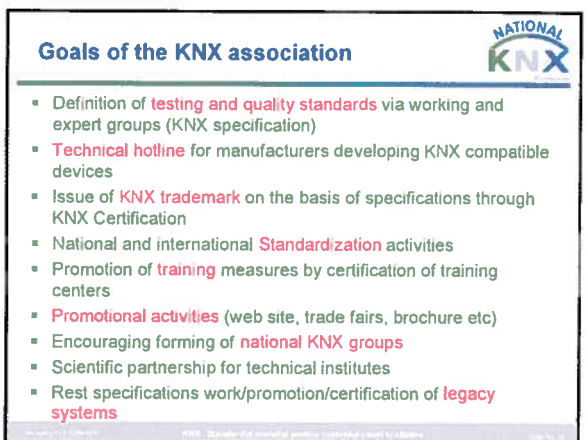 NATIONAL
KNX
Goals of the KNX association
▪ Definition of testing and quality standards via working and
expert groups (KNX specification)
▪ Technical hotline for manufacturers developing KNX compatible
devices
▪ Issue of KNX trademark on the basis of specifications through
KNX Certification
▪ National and international Standardization activities
▪ Promotion of training measures by certification of training
centers
▪ Promotional activities (web site, trade fairs, brochure etc)
▪ Encouraging forming of national KNX groups
▪ Scientific partnership for technical institutes
▪ Rest specifications work/promotion/certification of legacy
systems